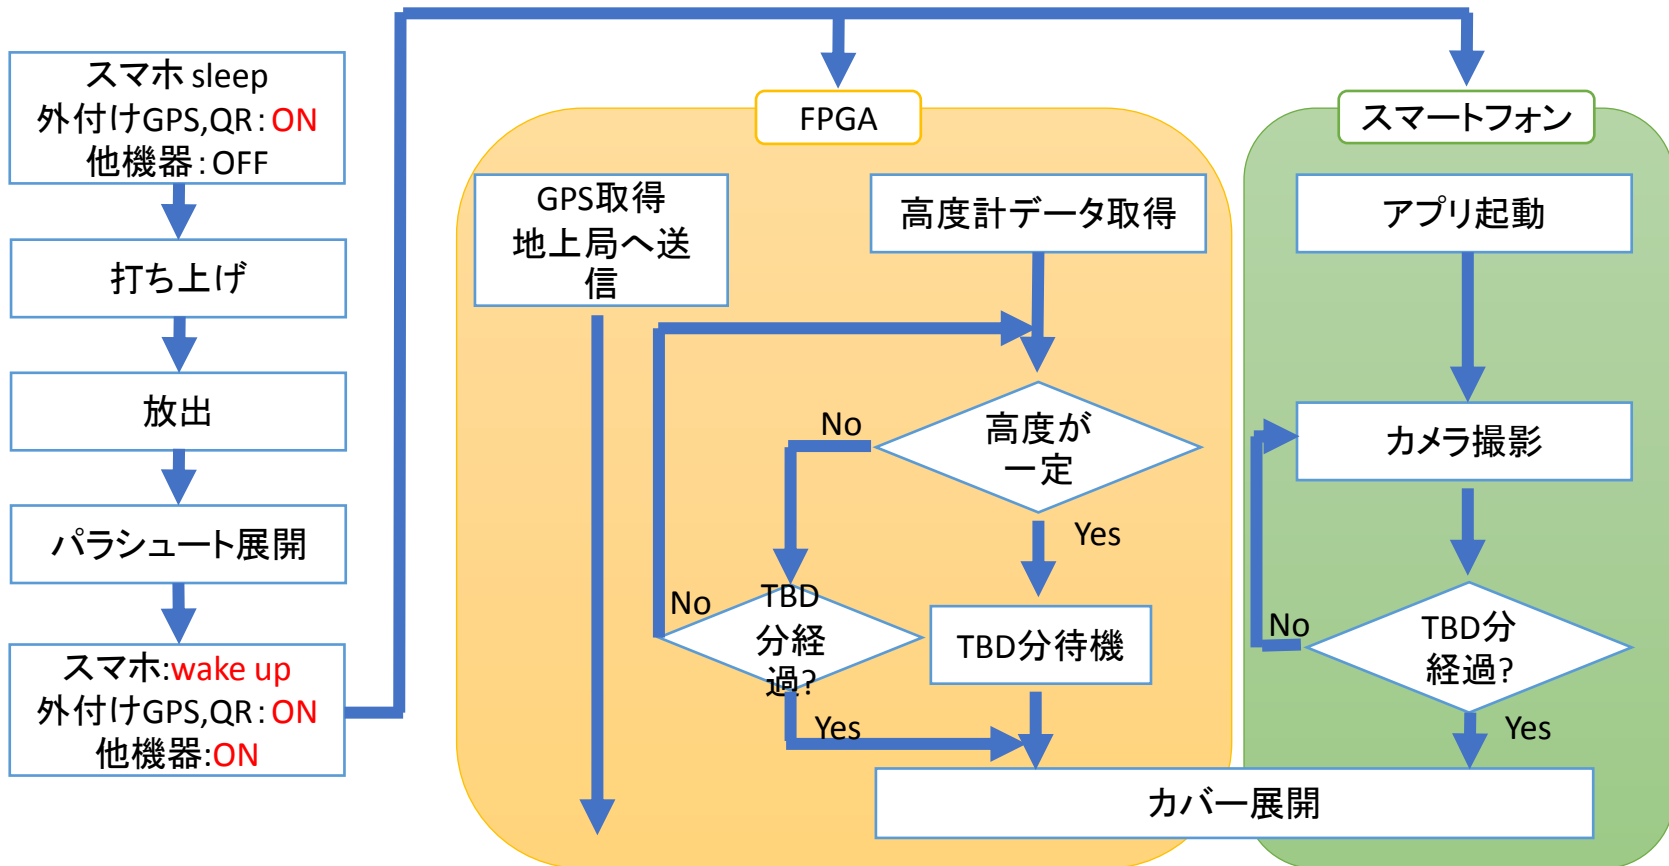 スマホ sleep
外付けGPS,QR：ON
他機器：OFF
打ち上げ
放出
パラシュート展開
スマホ:wake up
外付けGPS,QR：ON
他機器:ON
FPGA
GPS取得
地上局へ送
信
高度計データ取得
高度が
一定
No
Yes
TBD
分経
過?
No
Yes
TBD分待機
スマートフォン
アプリ起動
カメラ撮影
TBD分
経過?
No
Yes
カバー展開